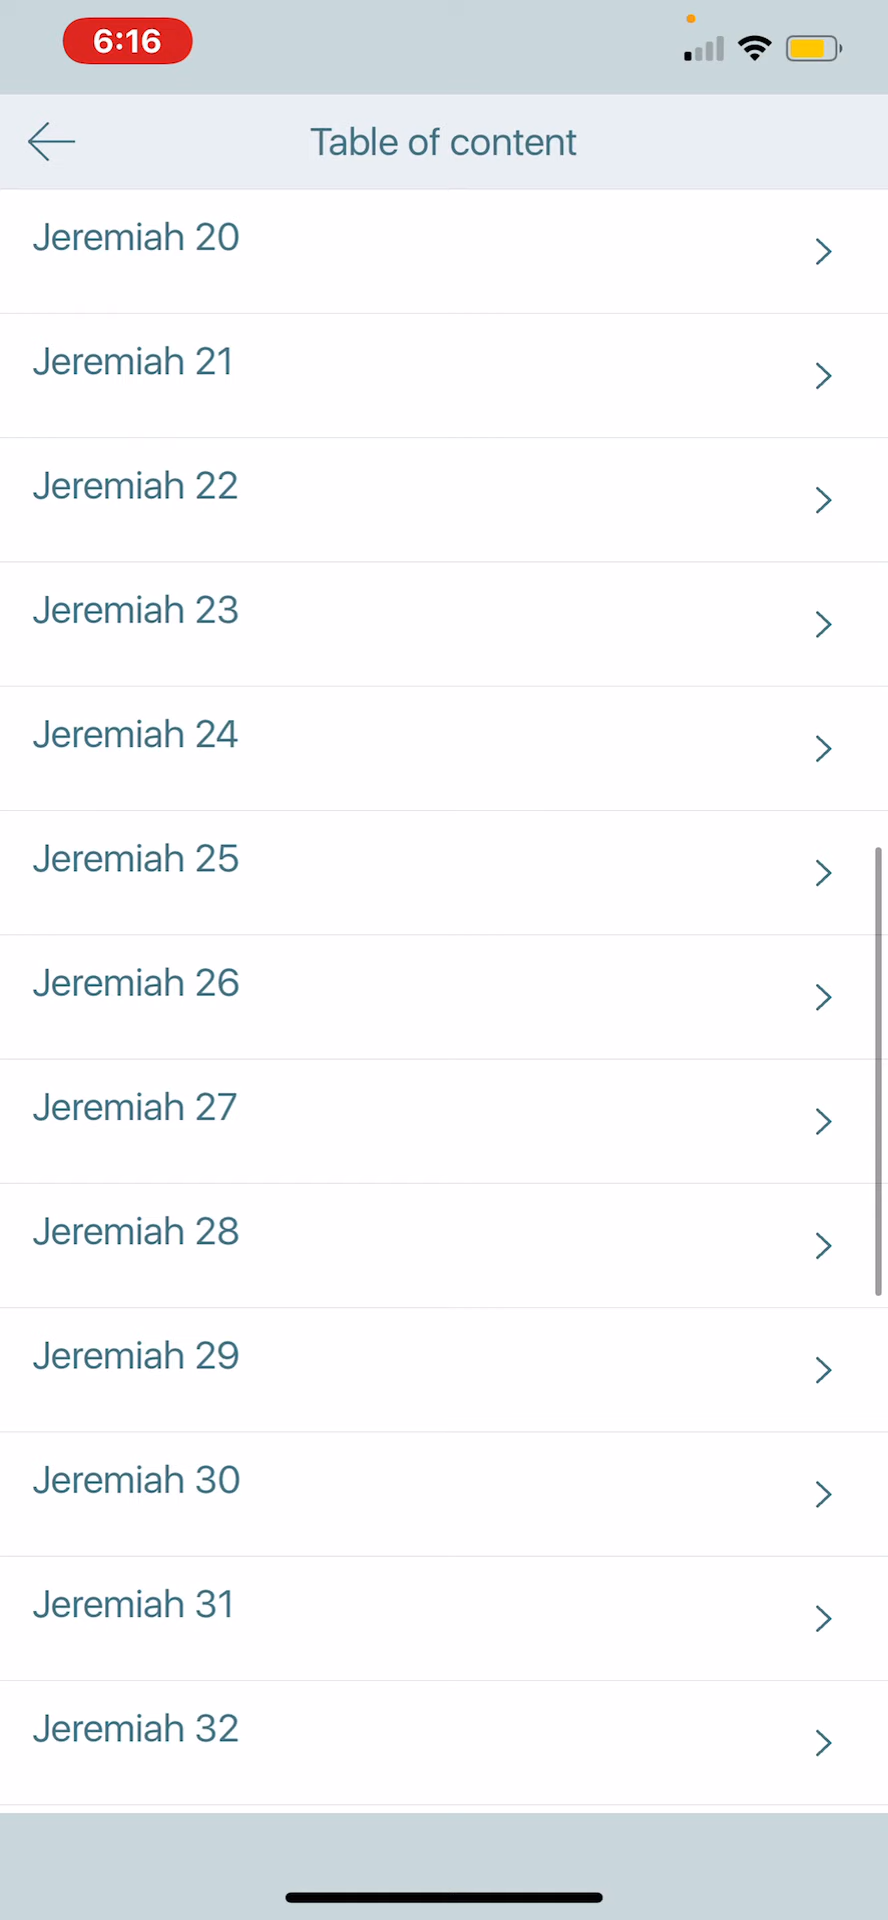 6:16
Table of content
Jeremiah 20
Jeremiah 21
Jeremiah 22
Jeremiah 23
Jeremiah 24
Jeremiah 25
Jeremiah 26
Jeremiah 27
Jeremiah 28
Jeremiah 29
Jeremiah 30
Jeremiah 31
Jeremiah 32